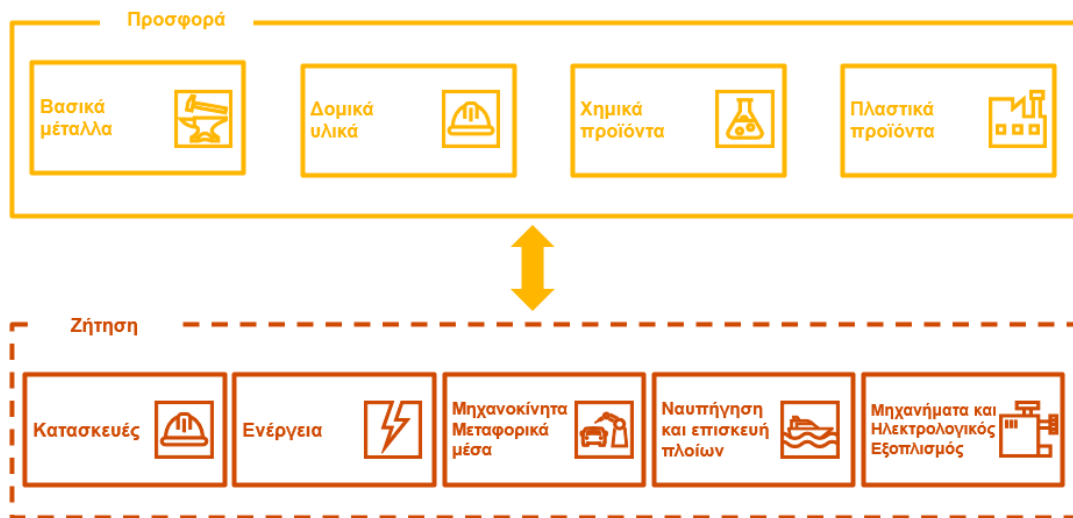 Προσφορά
Βασικά
μέταλλα
Δομικά
υλικά
Χημικά
προϊόντα
Πλαστικά
προϊόντα
Ζήτηση
Κατασκευές
Ενέργεια
Μηχανοκίνητα
Μεταφορικά
μέσα
Ναυπήγηση
και επισκευή
πλοίων
Μηχανήματα και
Ηλεκτρολογικός
Εξοπλισμός